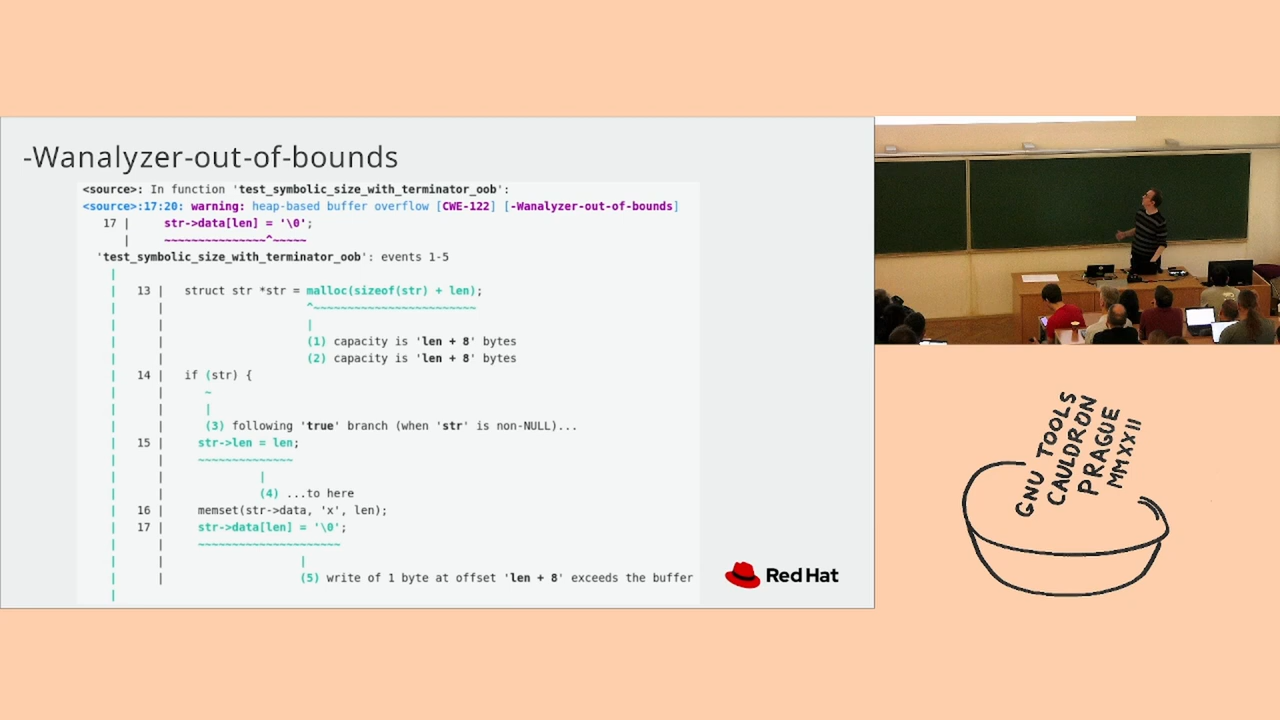 -Wanalyzer-out-of-bounds
<source>: In function 'test_symbolic_size_with_terminator_oob':
<source>:17:20: warning: heap-based buffer overflow [CWE-122] [-Wanalyzer-out-of-bounds]
17 | str->data[len] = '\0';
| ~~~~~~~~~~~~~~~^~~~~~
'test_symbolic_size_with_terminator_oob': events 1-5
|
| 13 | struct str *str = malloc(sizeof(str) + len);
| | ^~~~~~~~~~~~~~~~~~~~~~~~~
| | |
| | (1) capacity is 'len + 8' bytes
| | (2) capacity is 'len + 8' bytes
| 14 | if (str) {
| | ~
| | |
| | (3) following 'true' branch (when 'str' is non-NULL)...
| 15 | str->len = len;
| | ~~~~~~~~~~~~~~
| | |
| | (4) ...to here
| 16 | memset(str->data, 'x', len);
| 17 | str->data[len] = '\0';
| | ~~~~~~~~~~~~~~~~~~~~~
| | |
| | (5) write of 1 byte at offset 'len + 8' exceeds the buffer
|
Red Hat
GNU TOOLS
CAULDRON
PRAGUE
MMXXII